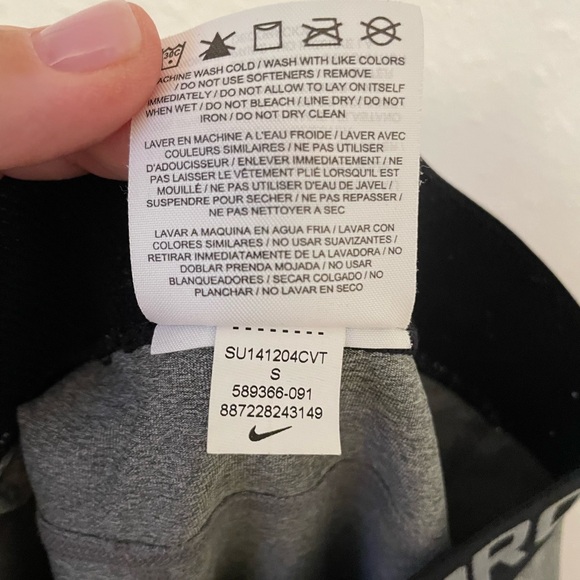 30C
MACHINE WASH COLD / WASH WITH LIKE COLORS
/ DO NOT USE SOFTENERS / REMOVE
IMMEDIATELY / DO NOT ALLOW TO LAY ON ITSELF
WHEN WET / DO NOT BLEACH / LINE DRY / DO NOT
IRON / DO NOT DRY CLEAN
LAVER EN MACHINE A L'EAU FROIDE / LAVER AVEC
COULEURS SIMILAIRES / NE PAS UTILISER
D'ADOUCISSEUR / ENLEVER IMMEDIATEMENT / NE
PAS LAISSER LE VÊTEMENT PLIÉ LORSQU'IL EST
MOUILLÉ / NE PAS UTILISER D'EAU DE JAVEL /
SUSPENDRE POUR SECHER / NE PAS REPASSER /
NE PAS NETTOYER A SEC
LAVAR A MAQUINA EN AGUA FRIA / LAVAR CON
COLORES SIMILARES / NO USAR SUAVIZANTES /
RETIRAR INMEDIATAMENTE DE LA LAVADORA / NO
DOBLAR PRENDA MOJADA / NO USAR
BLANQUEADORES / SECAR COLGADO / NO
PLANCHAR / NO LAVAR EN SECO
SU141204CVT
S
589366-091
887228243149
PRO